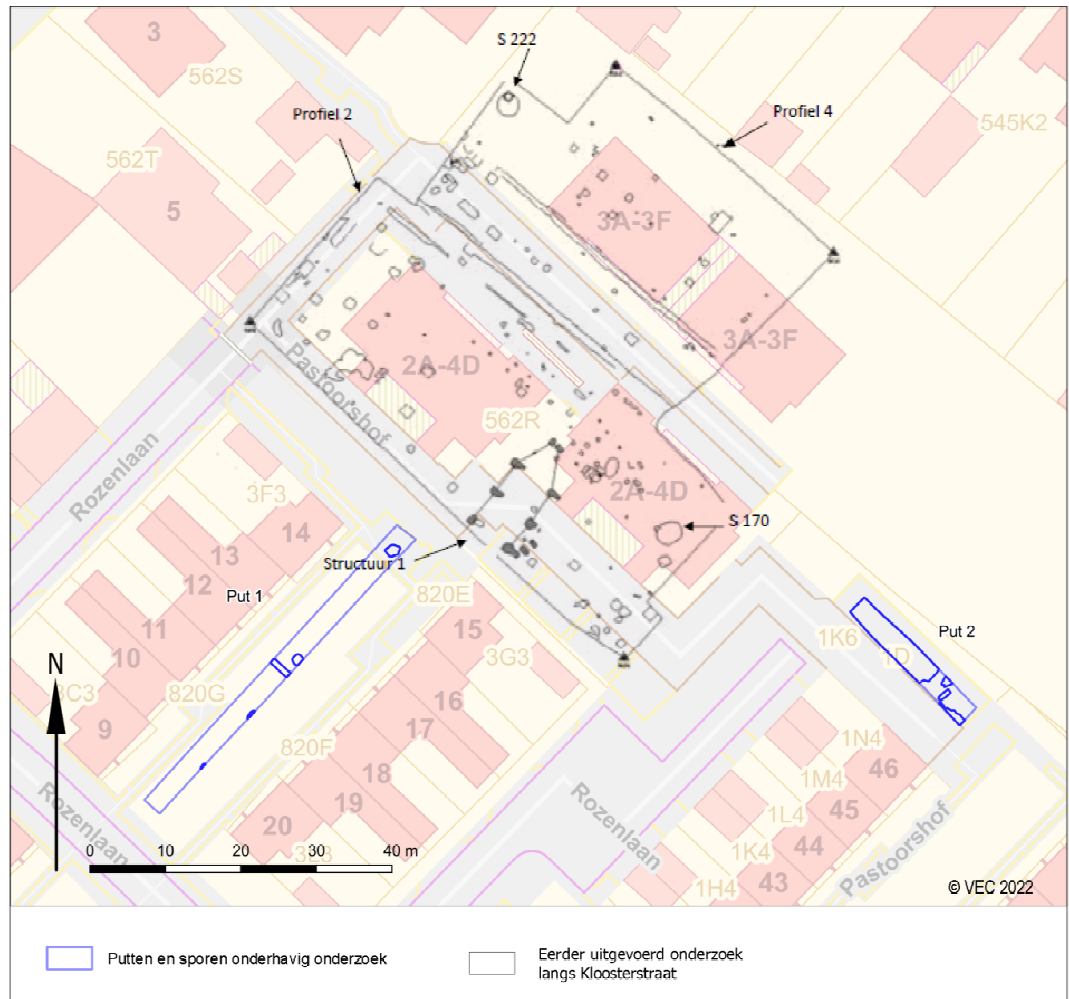 S 222
3
562S
Profiel 2
Profiel 4
545K2
562T
5
3A-3F
3A-3F
Pastoorshof
2A-4D
562R
Rozenlaan
2A-4D
3F3
14
S 170
13
Structuur 1
12
Put 1
820E
11
15
1K6
Put 2
1D
10
3G3
N
3C3
820G
16
9
17
1N4
820F
46
18
1M4
Rozenlaan
19
Rozenlaan
1L4
45
20
Pastoorshof
1K4
44
0 10 20 30 40 m
1H4
43
© VEC 2022
Putten en sporen onderhavig onderzoek
Eerder uitgevoerd onderzoek
langs Kloosterstraat